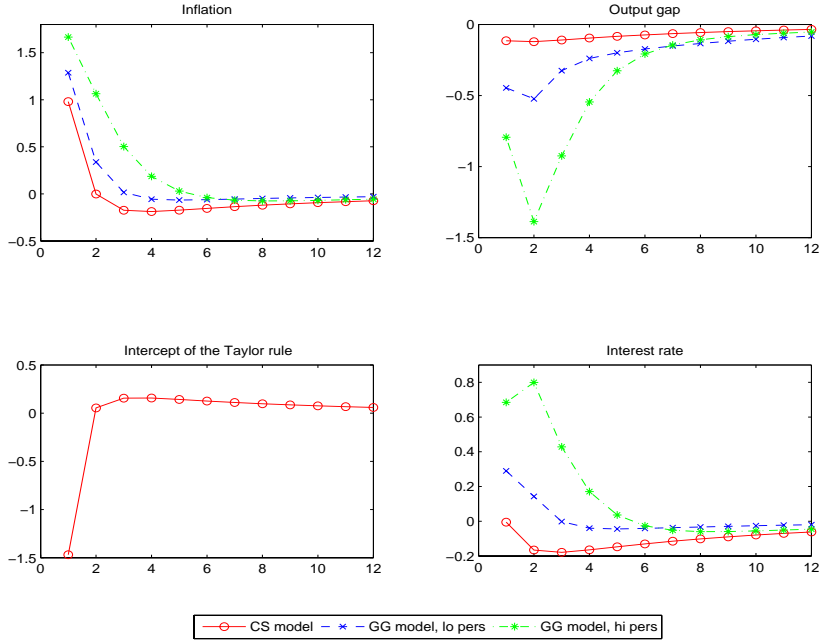 Inflation
1.5
1
0.5
0
−0.5
0 2 4 6 8 10 12
Output gap
0
−0.5
−1
−1.5
0 2 4 6 8 10 12
Intercept of the Taylor rule
0.5
0
−0.5
−1
−1.5
0 2 4 6 8 10 12
Interest rate
0.8
0.6
0.4
0.2
0
−0.2
0 2 4 6 8 10 12
CS model GG model, lo pers GG model, hi pers